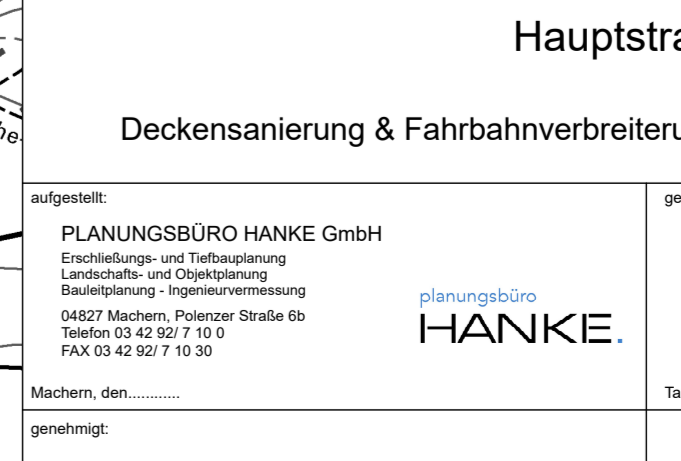 Hauptstra
Deckensanierung & Fahrbahnverbreiteru
aufgestellt:
PLANUNGSBÜRO HANKE GmbH
Erschließungs- und Tiefbauplanung
Landschafts- und Objektplanung
Bauleitplanung - Ingenieurvermessung
04827 Machern, Polenzer Straße 6b
Telefon 03 42 92/ 7 10 0
FAX 03 42 92/ 7 10 30
planungsbüro
HANKE.
Machern, den............
ge
Ta
genehmigt: